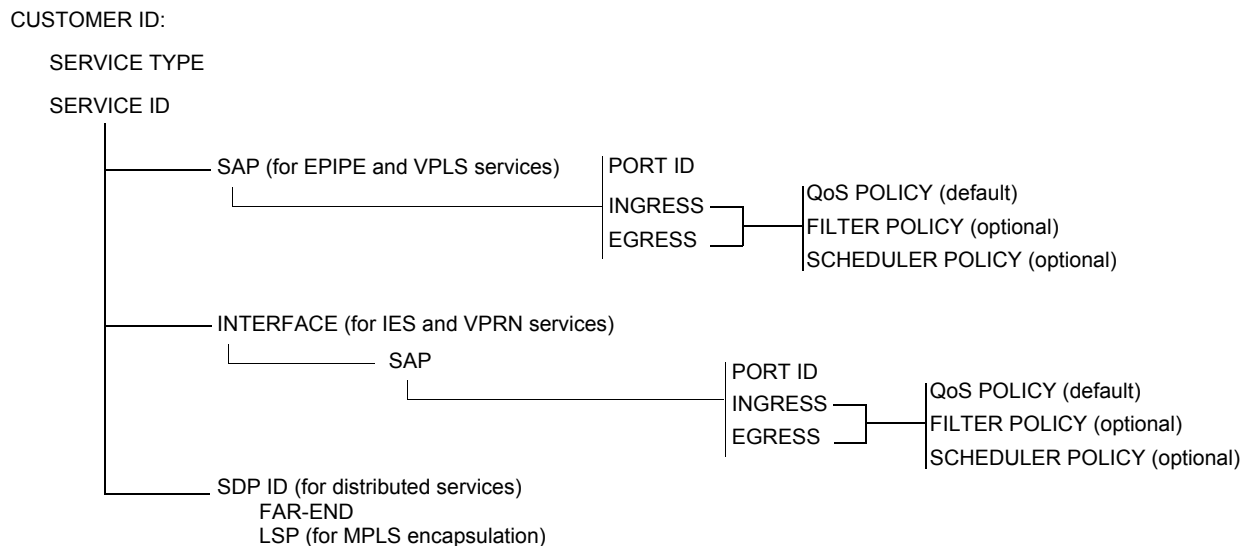 CUSTOMER ID:
SERVICE TYPE
SERVICE ID
SAP (for EPIPE and VPLS services)
PORT ID
INGRESS
EGRESS
QoS POLICY (default)
FILTER POLICY (optional)
SCHEDULER POLICY (optional)
INTERFACE (for IES and VPRN services)
SAP
PORT ID
INGRESS
EGRESS
QoS POLICY (default)
FILTER POLICY (optional)
SCHEDULER POLICY (optional)
SDP ID (for distributed services)
FAR-END
LSP (for MPLS encapsulation)